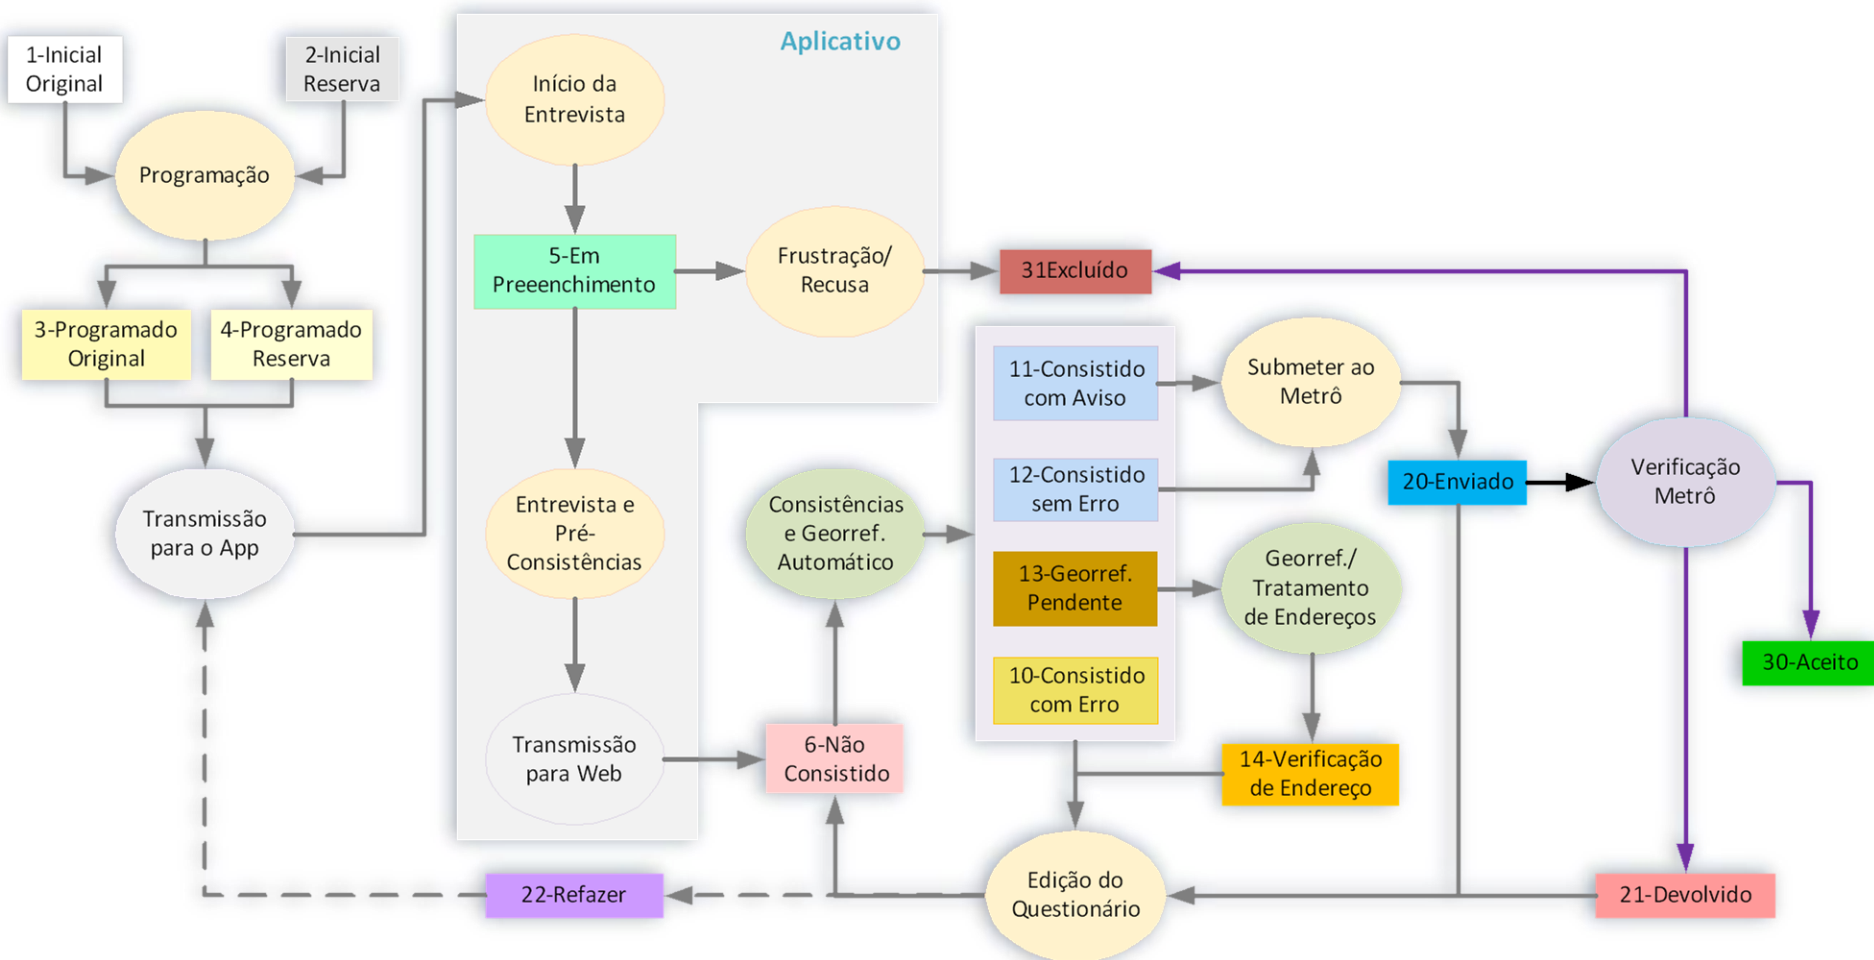 1-Inicial
Original
2-Inicial
Reserva
Programação
3-Programado
Original
4-Programado
Reserva
Transmissão
para o App
Aplicativo
Início da
Entrevista
5-Em
Preeenchimento
Frustração/
Recusa
Entrevista e
Pré-
Consistências
Transmissão
para Web
31Excluído
6-Não
Consistido
Consistências
e Georref.
Automático
11-Consistido
com Aviso
12-Consistido
sem Erro
13-Georref.
Pendente
10-Consistido
com Erro
Submeter ao
Metrô
Georref./
Tratamento
de Endereços
14-Verificação
de Endereço
20-Enviado
Verificação
Metrô
30-Aceito
21-Devolvido
Edição do
Questionário
22-Refazer